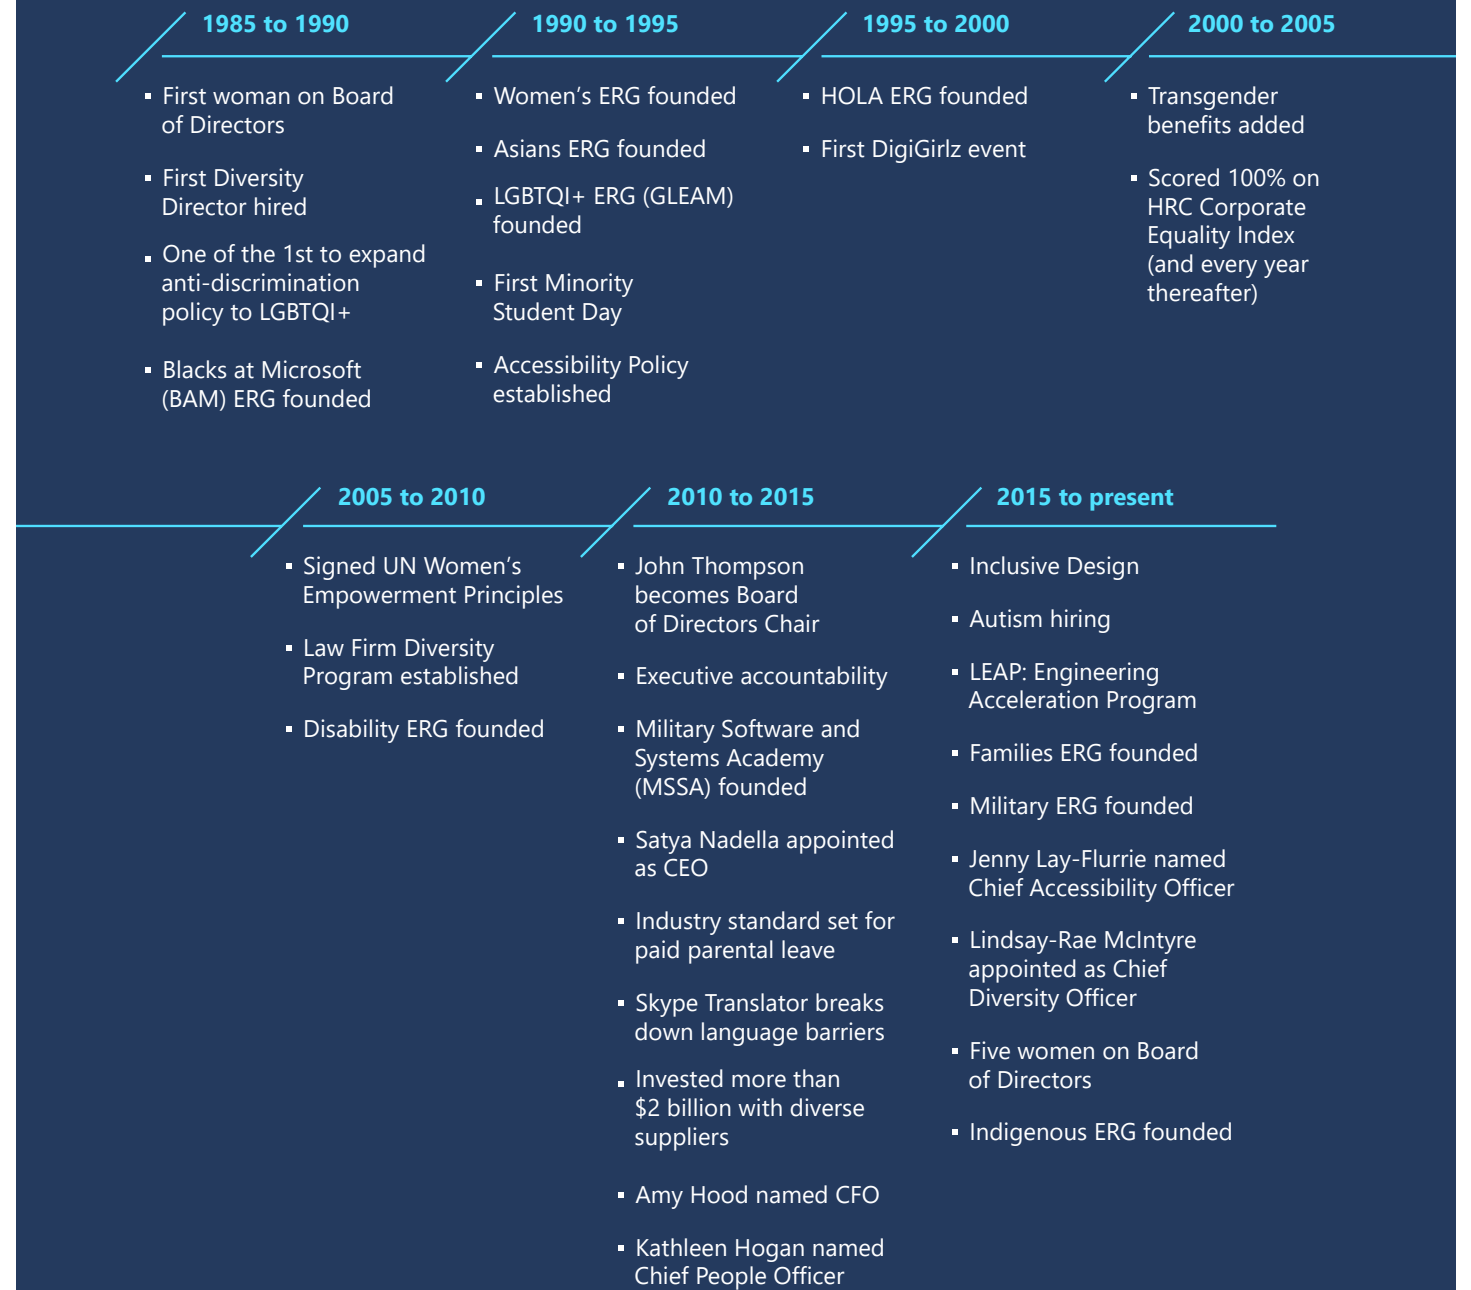 1985 to 1990
First woman on Board
of Directors
First Diversity
Director hired
One of the 1st to expand
anti-discrimination
policy to LGBTQI+
Blacks at Microsoft
(BAM) ERG founded
1990 to 1995
Women’s ERG founded
Asians ERG founded
LGBTQI+ ERG (GLEAM)
founded
First Minority
Student Day
Accessibility Policy
established
1995 to 2000
HOLA ERG founded
First DigiGirlz event
2000 to 2005
Transgender
benefits added
Scored 100% on
HRC Corporate
Equality Index
(and every year
thereafter)
2005 to 2010
Signed UN Women’s
Empowerment Principles
Law Firm Diversity
Program established
Disability ERG founded
2010 to 2015
John Thompson
becomes Board
of Directors Chair
Executive accountability
Military Software and
Systems Academy
(MSSA) founded
Satya Nadella appointed
as CEO
Industry standard set for
paid parental leave
Skype Translator breaks
down language barriers
Invested more than
$2 billion with diverse
suppliers
Amy Hood named CFO
Kathleen Hogan named
Chief People Officer
2015 to present
Inclusive Design
Autism hiring
LEAP: Engineering
Acceleration Program
Families ERG founded
Military ERG founded
Jenny Lay-Flurrie named
Chief Accessibility Officer
Lindsay-Rae McIntyre
appointed as Chief
Diversity Officer
Five women on Board
of Directors
Indigenous ERG founded